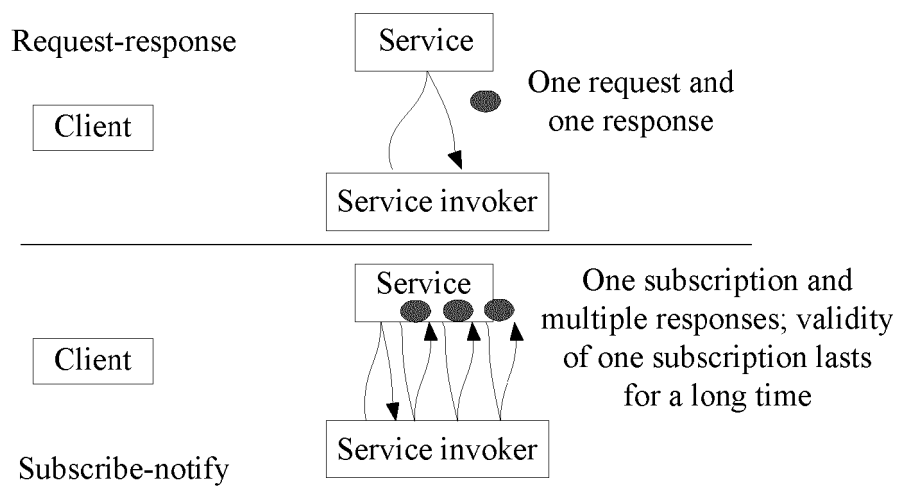 Request-response
Service
One request and
one response
Client
Service invoker
Service
One subscription and
multiple responses; validity
of one subscription lasts
for a long time
Client
Service invoker
Subscribe-notify